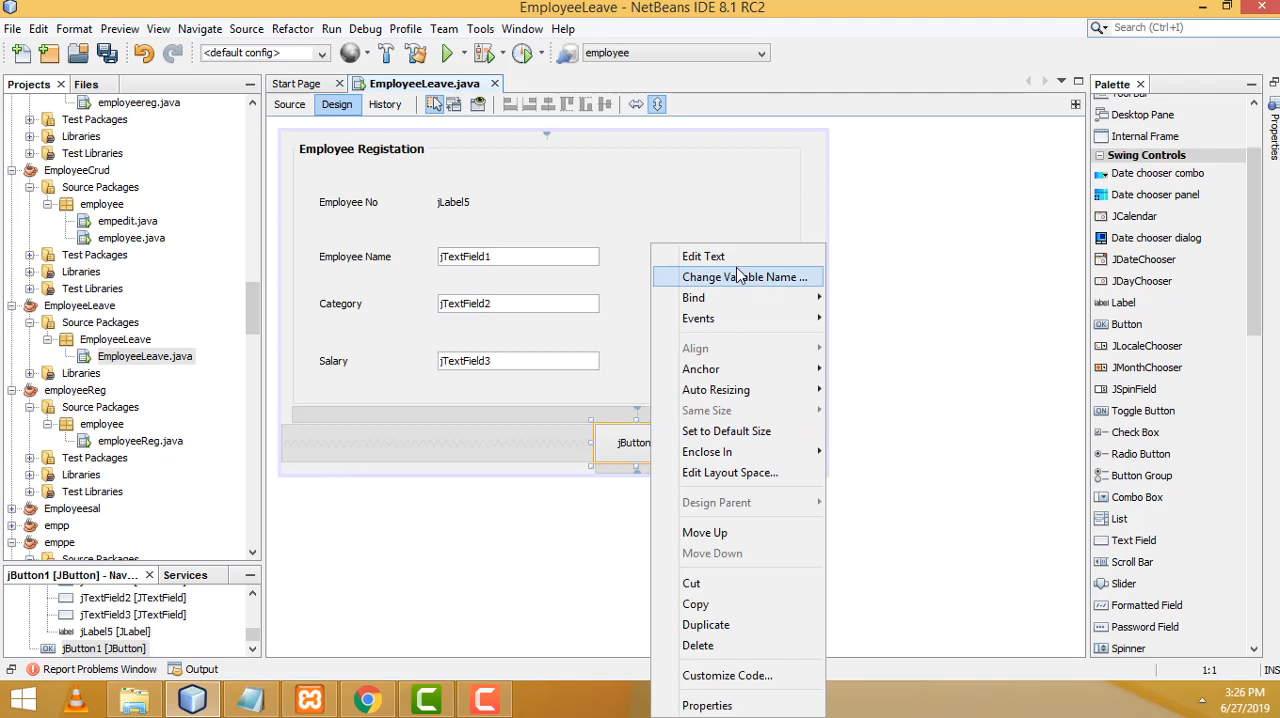 EmployeeLeave - NetBeans IDE 8.1 RC2
File Edit Format Preview View Navigate Source Refactor Run Debug Profile Team Tools Window Help
Search (Ctrl+I)
<default config>
employee
Projects
Files
Start Page
EmployeeLeave.java
Palette
Source Design History
employeereg.java
Test Packages
Libraries
Test Libraries
EmployeeCrud
Source Packages
employee
empedit.java
employee.java
Test Packages
Libraries
Test Libraries
EmployeeLeave
Source Packages
EmployeeLeave
EmployeeLeave.java
Libraries
employeeReg
Source Packages
employee
employeeReg.java
Test Packages
Libraries
Test Libraries
Employeesal
empp
emppe
jButton1 [JButton] - Nav...
Services
jTextField2 [JTextField]
jTextField3 [JTextField]
jLabel5 [JLabel]
jButton1 [JButton]
Report Problems Window
Output
Employee Registation
Employee No
jLabel5
Employee Name
jTextField1
Category
jTextField2
Salary
jTextField3
jButton
Edit Text
Change Variable Name ...
Bind
Events
Align
Anchor
Auto Resizing
Same Size
Set to Default Size
Enclose In
Edit Layout Space...
Design Parent
Move Up
Move Down
Cut
Copy
Duplicate
Delete
Customize Code...
Properties
Desktop Pane
Internal Frame
Swing Controls
Date chooser combo
Date chooser panel
JCalendar
Date chooser dialog
JDateChooser
JDayChooser
Label
Button
JLocaleChooser
JMonthChooser
JSpinField
Toggle Button
Check Box
Radio Button
Button Group
Combo Box
List
Text Field
Scroll Bar
Slider
Formatted Field
Password Field
Spinner
Properties
1:1
INS
3:26 PM
6/27/2019